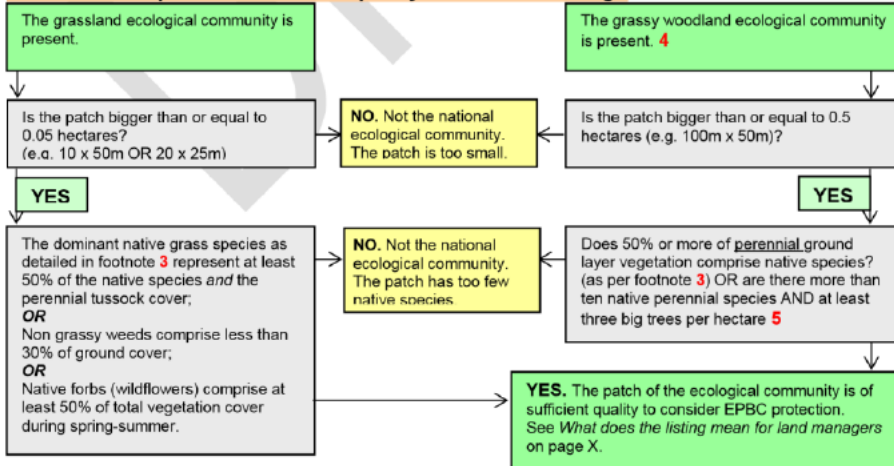 The grassland ecological community is
present.
The grassy woodland ecological community
is present. 4
Is the patch bigger than or equal to
0.05 hectares?
(e.g. 10 x 50m OR 20 x 25m)
NO. Not the national
ecological community.
The patch is too small.
Is the patch bigger than or equal to 0.5
hectares (e.g. 100m x 50m)?
YES
YES
The dominant native grass species as
detailed in footnote 3 represent at least
50% of the native species and the
perennial tussock cover;
OR
Non grassy weeds comprise less than
30% of ground cover;
OR
Native forbs (wildflowers) comprise at
least 50% of total vegetation cover
during spring-summer.
NO. Not the national
ecological community.
The patch has too few
native species
Does 50% or more of perennial ground
layer vegetation comprise native species?
(as per footnote 3) OR are there more than
ten native perennial species AND at least
three big trees per hectare 5
YES. The patch of the ecological community is of
sufficient quality to consider EPBC protection.
See What does the listing mean for land managers
on page X.